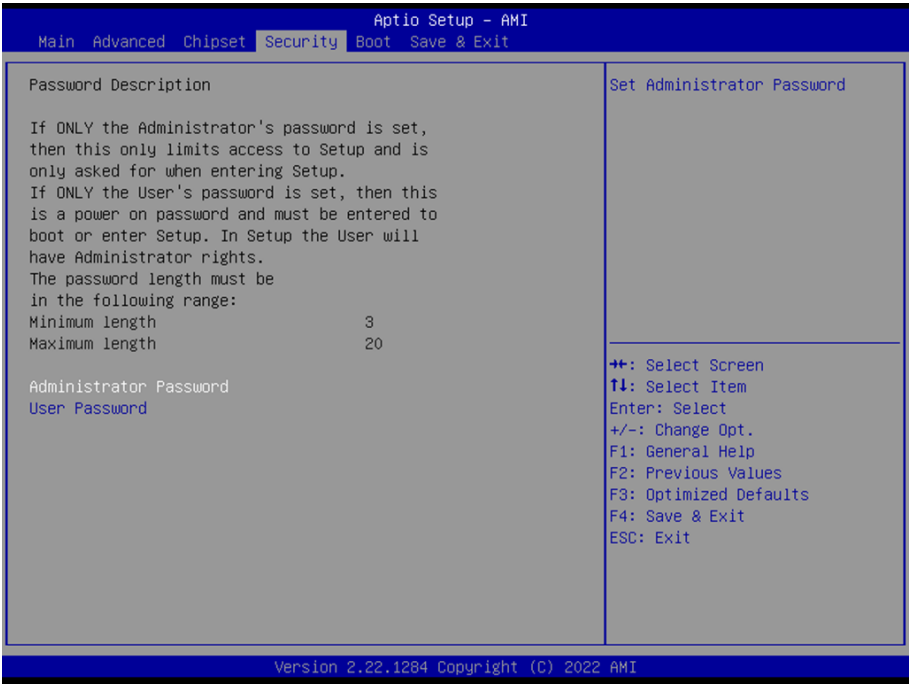 Aptio Setup – AMI
Main Advanced Chipset Security Boot Save & Exit
Password Description
If ONLY the Administrator's password is set,
then this only limits access to Setup and is
only asked for when entering Setup.
If ONLY the User's password is set, then this
is a power on password and must be entered to
boot or enter Setup. In Setup the User will
have Administrator rights.
The password length must be
in the following range:
Minimum length 3
Maximum length 20
Administrator Password
User Password
Set Administrator Password
→←: Select Screen
↑↓: Select Item
Enter: Select
+/-: Change Opt.
F1: General Help
F2: Previous Values
F3: Optimized Defaults
F4: Save & Exit
ESC: Exit
Version 2.22.1284 Copyright (C) 2022 AMI